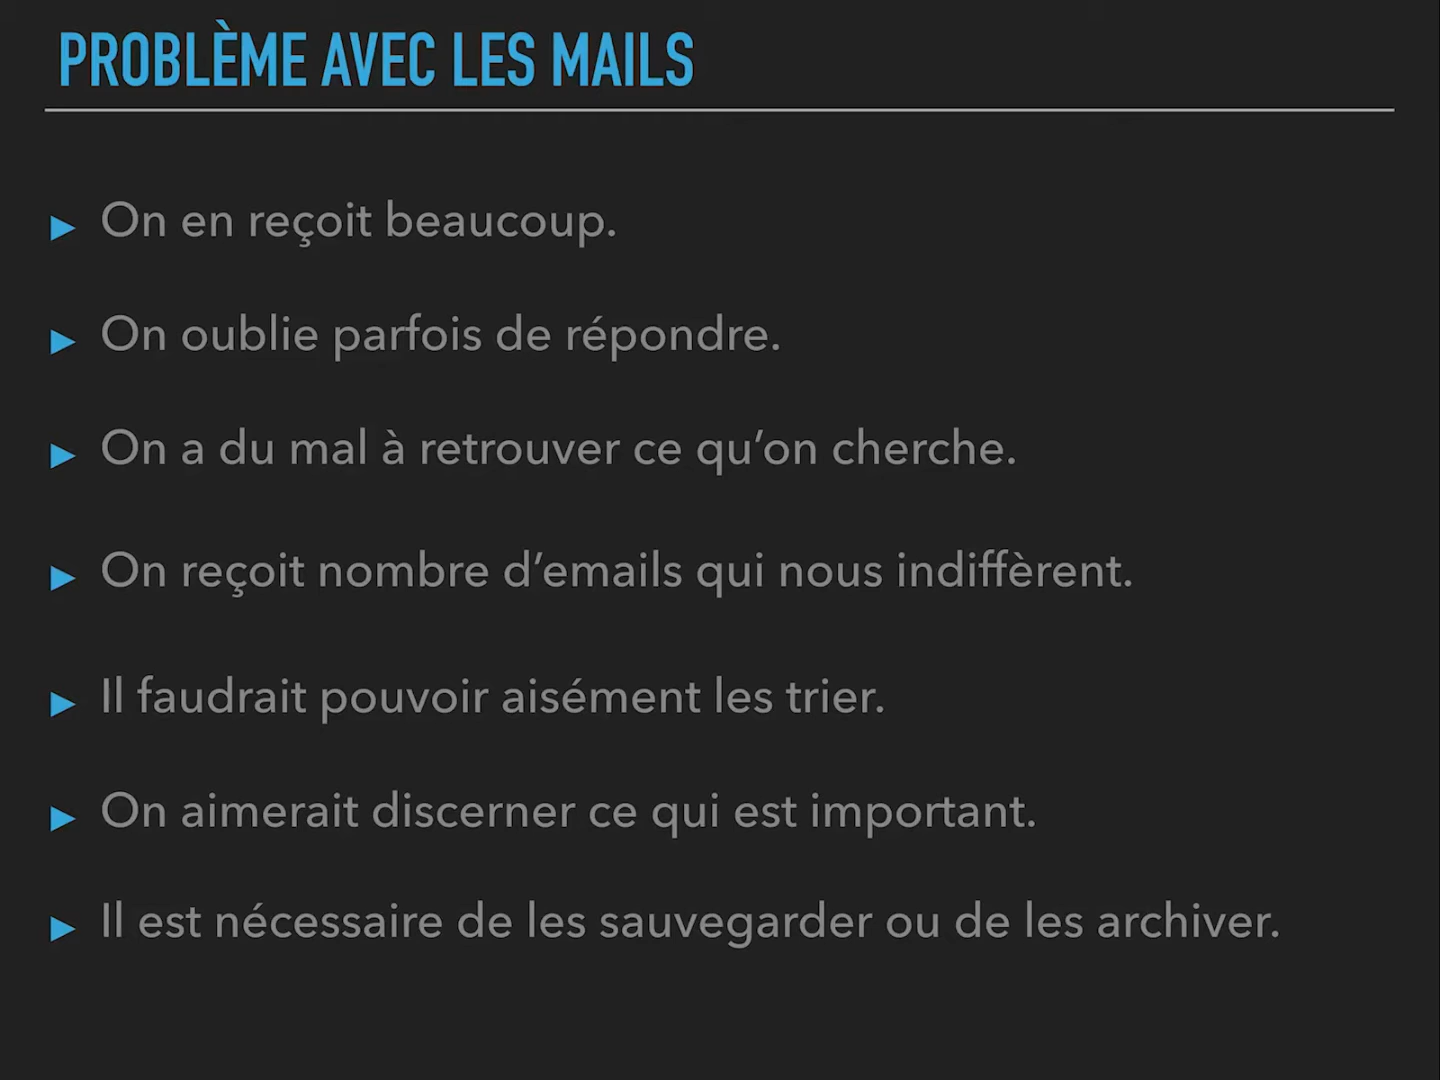 PROBLÈME AVEC LES MAILS
▶ On en reçoit beaucoup.
▶ On oublie parfois de répondre.
▶ On a du mal à retrouver ce qu’on cherche.
▶ On reçoit nombre d’emails qui nous indiffèrent.
▶ Il faudrait pouvoir aisément les trier.
▶ On aimerait discerner ce qui est important.
▶ Il est nécessaire de les sauvegarder ou de les archiver.